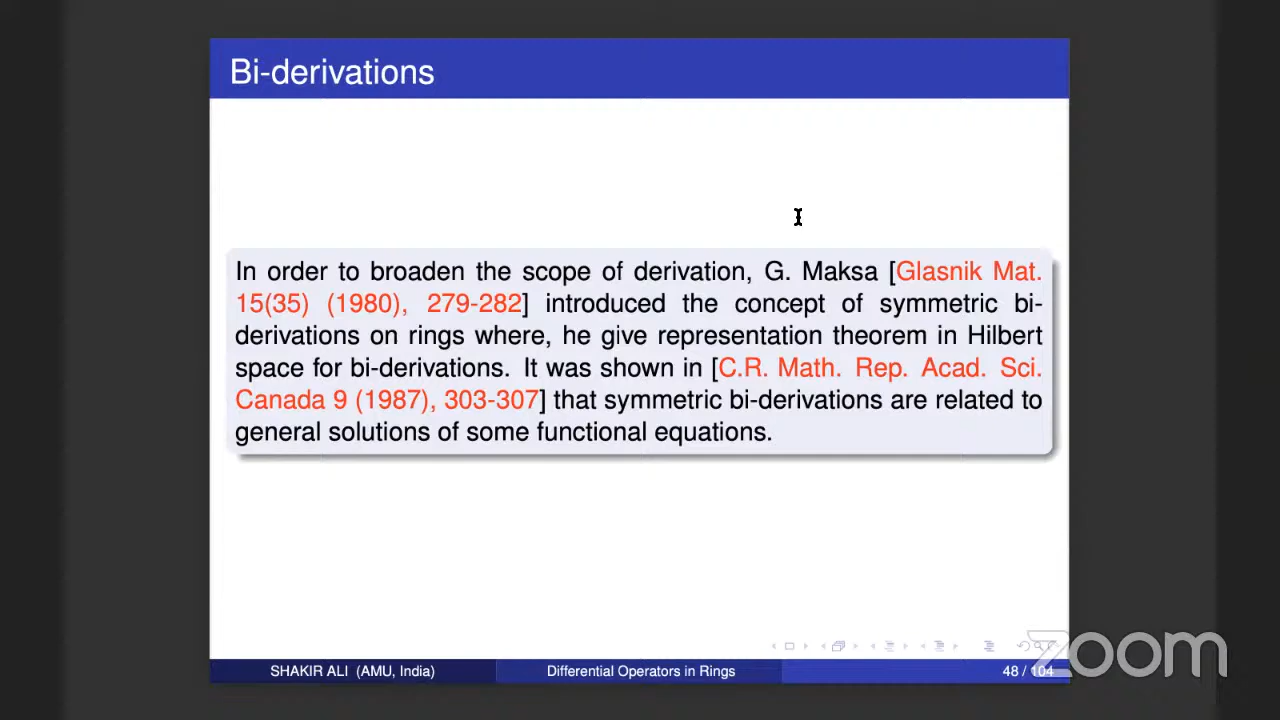 Bi-derivations
In order to broaden the scope of derivation, G. Maksa [Glasnik Mat.
15(35) (1980), 279-282] introduced the concept of symmetric bi-
derivations on rings where, he give representation theorem in Hilbert
space for bi-derivations. It was shown in [C.R. Math. Rep. Acad. Sci.
Canada 9 (1987), 303-307] that symmetric bi-derivations are related to
general solutions of some functional equations.
SHAKIR ALI (AMU, India)
Differential Operators in Rings
48 / 104
zoom